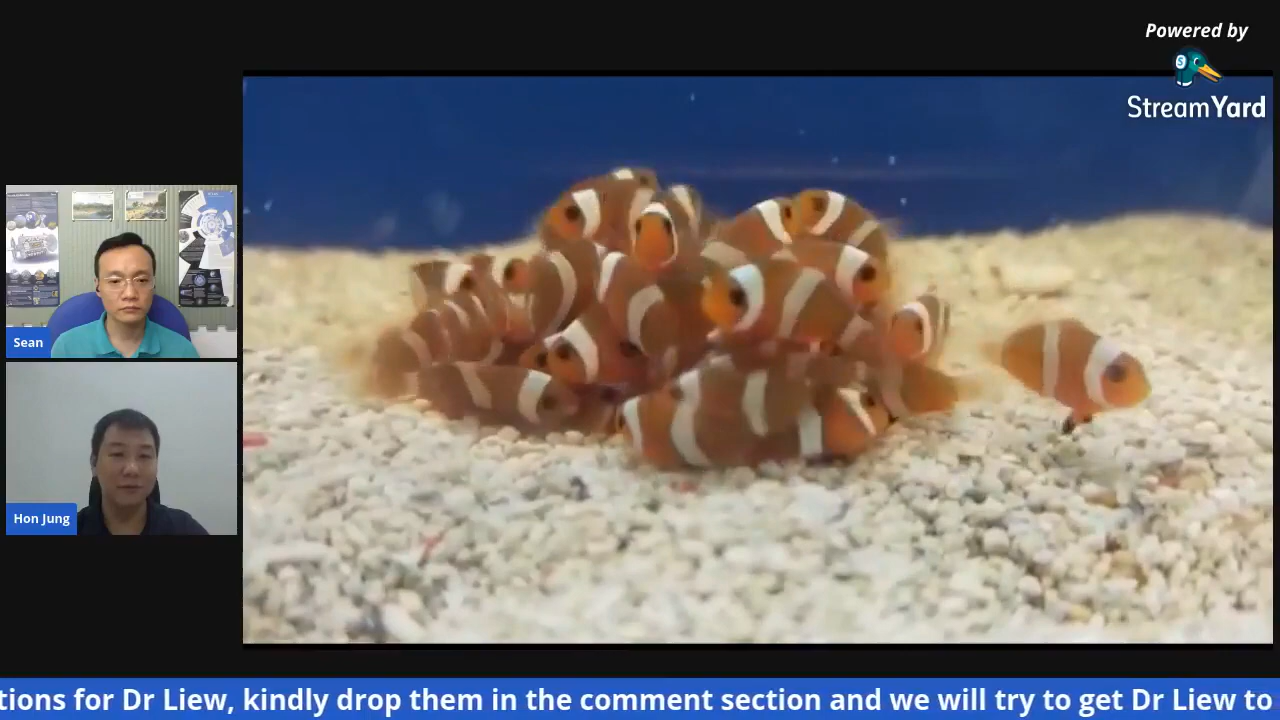 Powered by
StreamYard
Sean
Hon Jung
tions for Dr Liew, kindly drop them in the comment section and we will try to get Dr Liew to